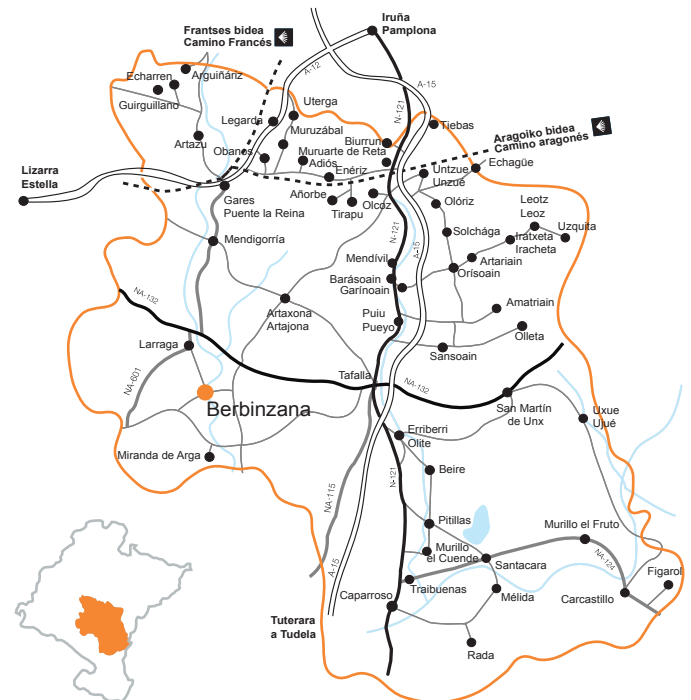 Iruña
Pamplona
Frantses bidea
Camino Francés
A-12
A-15
Echarren
Arguiñáriz
Guirguillano
N-121
Uterga
Legarda
Tiebas
Muruzábal
Artazu
Obanos
Biurrun
Muruarte de Reta
Adiós
Enériz
Aragoiko bidea
Camino aragonés
Echagüe
Untzue
Unzué
Lizarra
Estella
Gares
Puente la Reina
Añorbe
Tirapu
Olcoz
Olóriz
Leotz
Leoz
Uzquita
Mendigorría
N-121
A-15
Solchága
Iratxeta
Iracheta
Artariain
Orísoain
Mendívil
Barásoain
Garínoain
NA-132
Artaxona
Artajona
Puiu
Pueyo
Amatriain
Olleta
Larraga
Sansoain
NA-601
Tafalla
NA-132
Berbinzana
San Martín
de Unx
Uxue
Ujué
Erriberri
Olite
Miranda de Arga
Beire
N-121
NA-115
Pitillas
Murillo el Fruto
Murillo
el Cuende
Santacara
NA-124
A-15
Figarol
Traibuenas
Caparroso
Mélida
Carcastillo
Tuterara
a Tudela
Rada